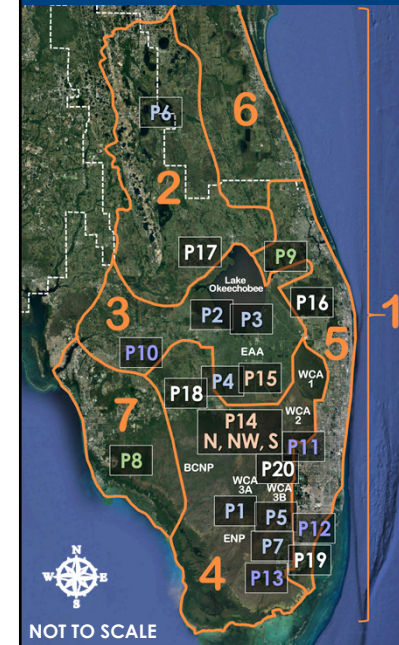 P6
6
2
P17
P9
Lake
Okeechobee
P16
1
3
P2
P3
5
P10
EAA
P4
P15
WCA
1
P18
7
WCA
2
P14
N, NW, S
P11
P8
BCNP
P20
WCA
3A
WCA
3B
P1
P5
P12
ENP
P7
P19
4
P13
N
W
E
S
NOT TO SCALE